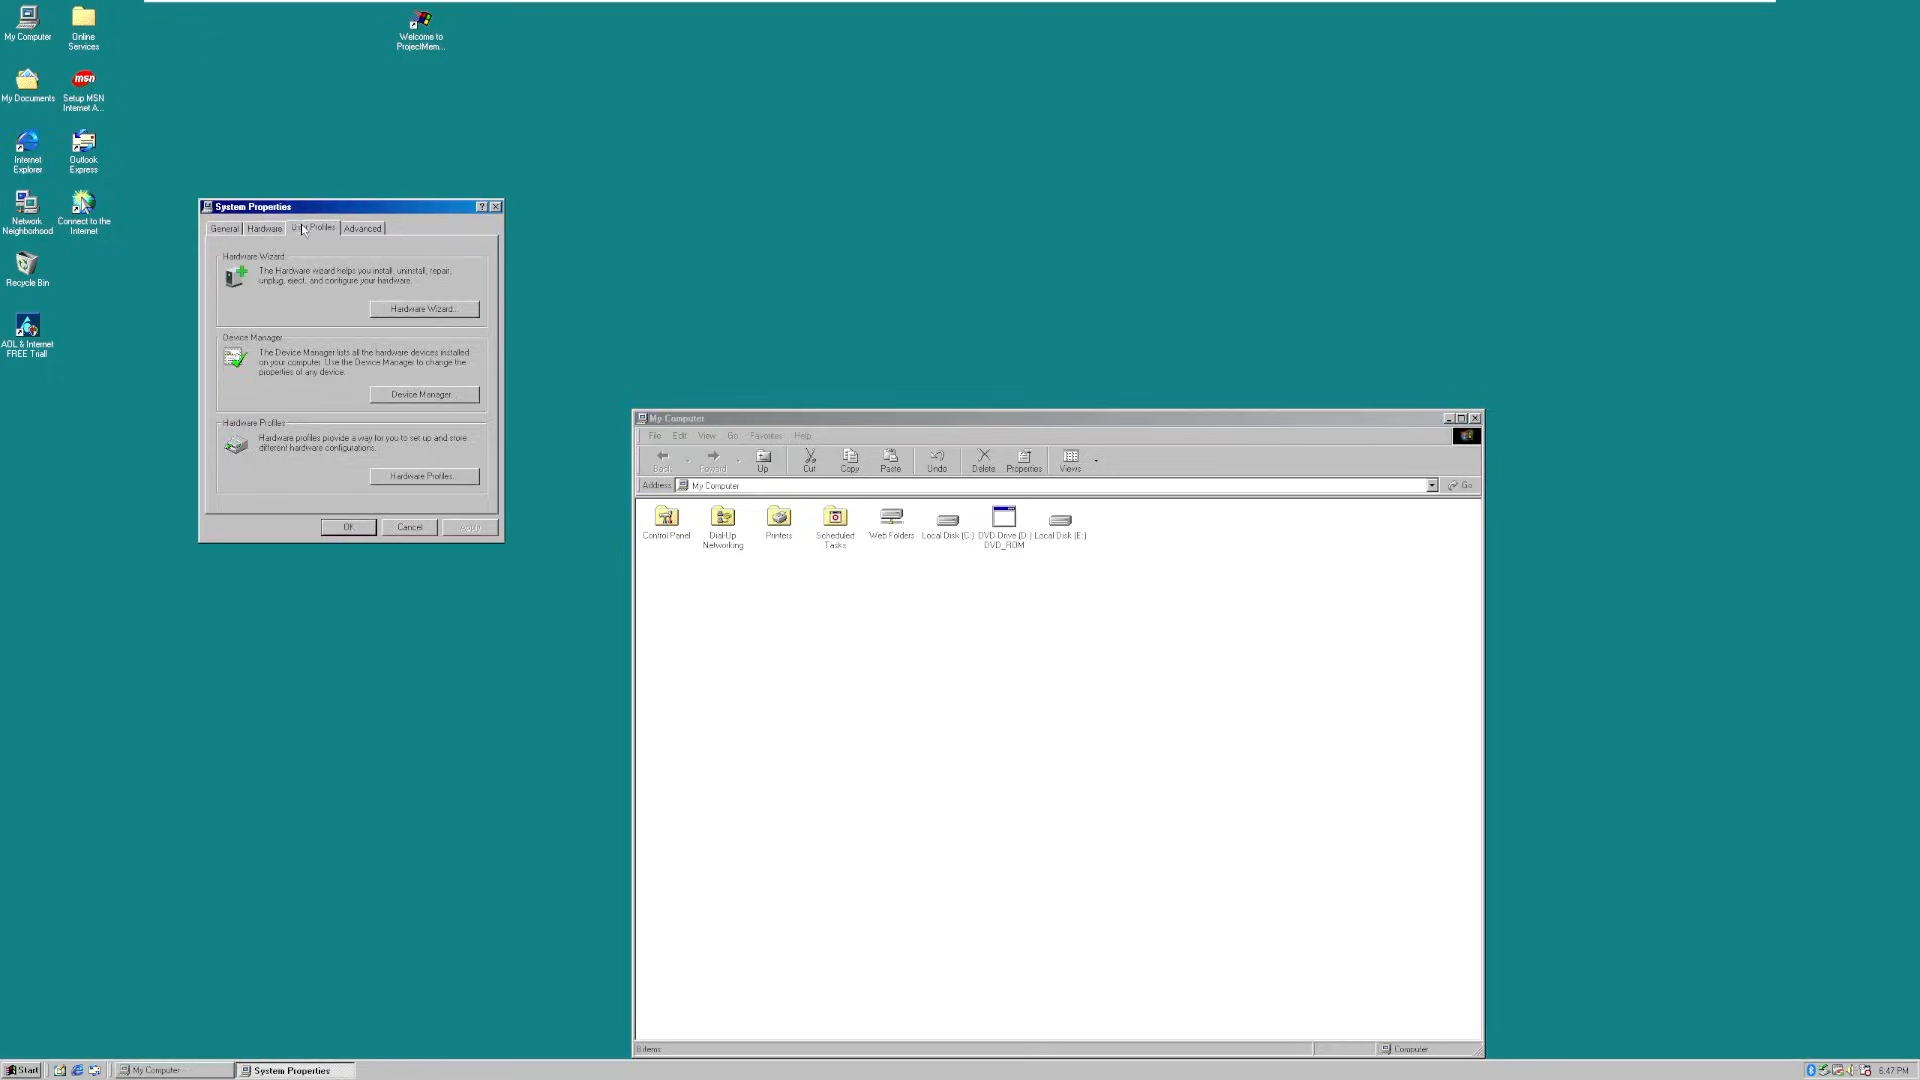 My Computer
Online
Services
Welcome to
ProjectMem...
My Documents
Setup MSN
Internet A...
msn
Internet
Explorer
Outlook
Express
Network
Neighborhood
Connect to the
Internet
Recycle Bin
AOL & Internet
FREE Trial!
System Properties
General
Hardware
Profiles
Advanced
Hardware Wizard
The Hardware wizard helps you install, uninstall, repair,
unplug, eject, and configure your hardware.
Hardware Wizard...
Device Manager
The Device Manager lists all the hardware devices installed
on your computer. Use the Device Manager to change the
properties of any device.
Device Manager...
Hardware Profiles
Hardware profiles provide a way for you to set up and store
different hardware configurations.
Hardware Profiles...
OK
Cancel
Apply
My Computer
File Edit View Go Favorites Help
Back Forward Up Cut Copy Paste Undo Delete Properties Views
Address My Computer Go
Control Panel
Dial-Up
Networking
Printers
Scheduled
Tasks
Web Folders
Local Disk (C:)
DVD Drive (D:)
DVD_ROM
Local Disk (E:)
8 items
Computer
Start
My Computer
System Properties
6:47 PM